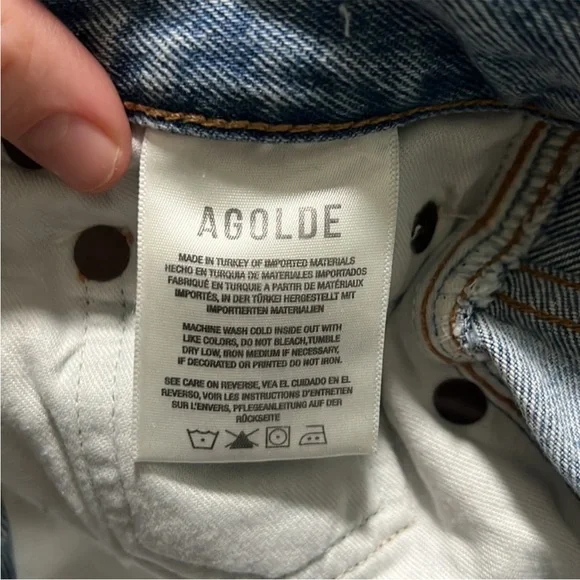 AGOLDE
MADE IN TURKEY OF IMPORTED MATERIALS
HECHO EN TURQUIA DE MATERIALES IMPORTADOS
FABRIQUÉ EN TURQUIE A PARTIR DE MATÉRIAUX
IMPORTÉS, IN DER TÜRKEI HERGESTELLT MIT
IMPORTIERTEN MATERIALIEN
MACHINE WASH COLD INSIDE OUT WITH
LIKE COLORS, DO NOT BLEACH,TUMBLE
DRY LOW, IRON MEDIUM IF NECESSARY,
IF DECORATED OR PRINTED DO NOT IRON.
SEE CARE ON REVERSE, VEA EL CUIDADO EN EL
REVERSO, VOIR LES INSTRUCTIONS D'ENTRETIEN
SUR L'ENVERS, PFLEGEANLEITUNG AUF DER
RÜCKSEITE